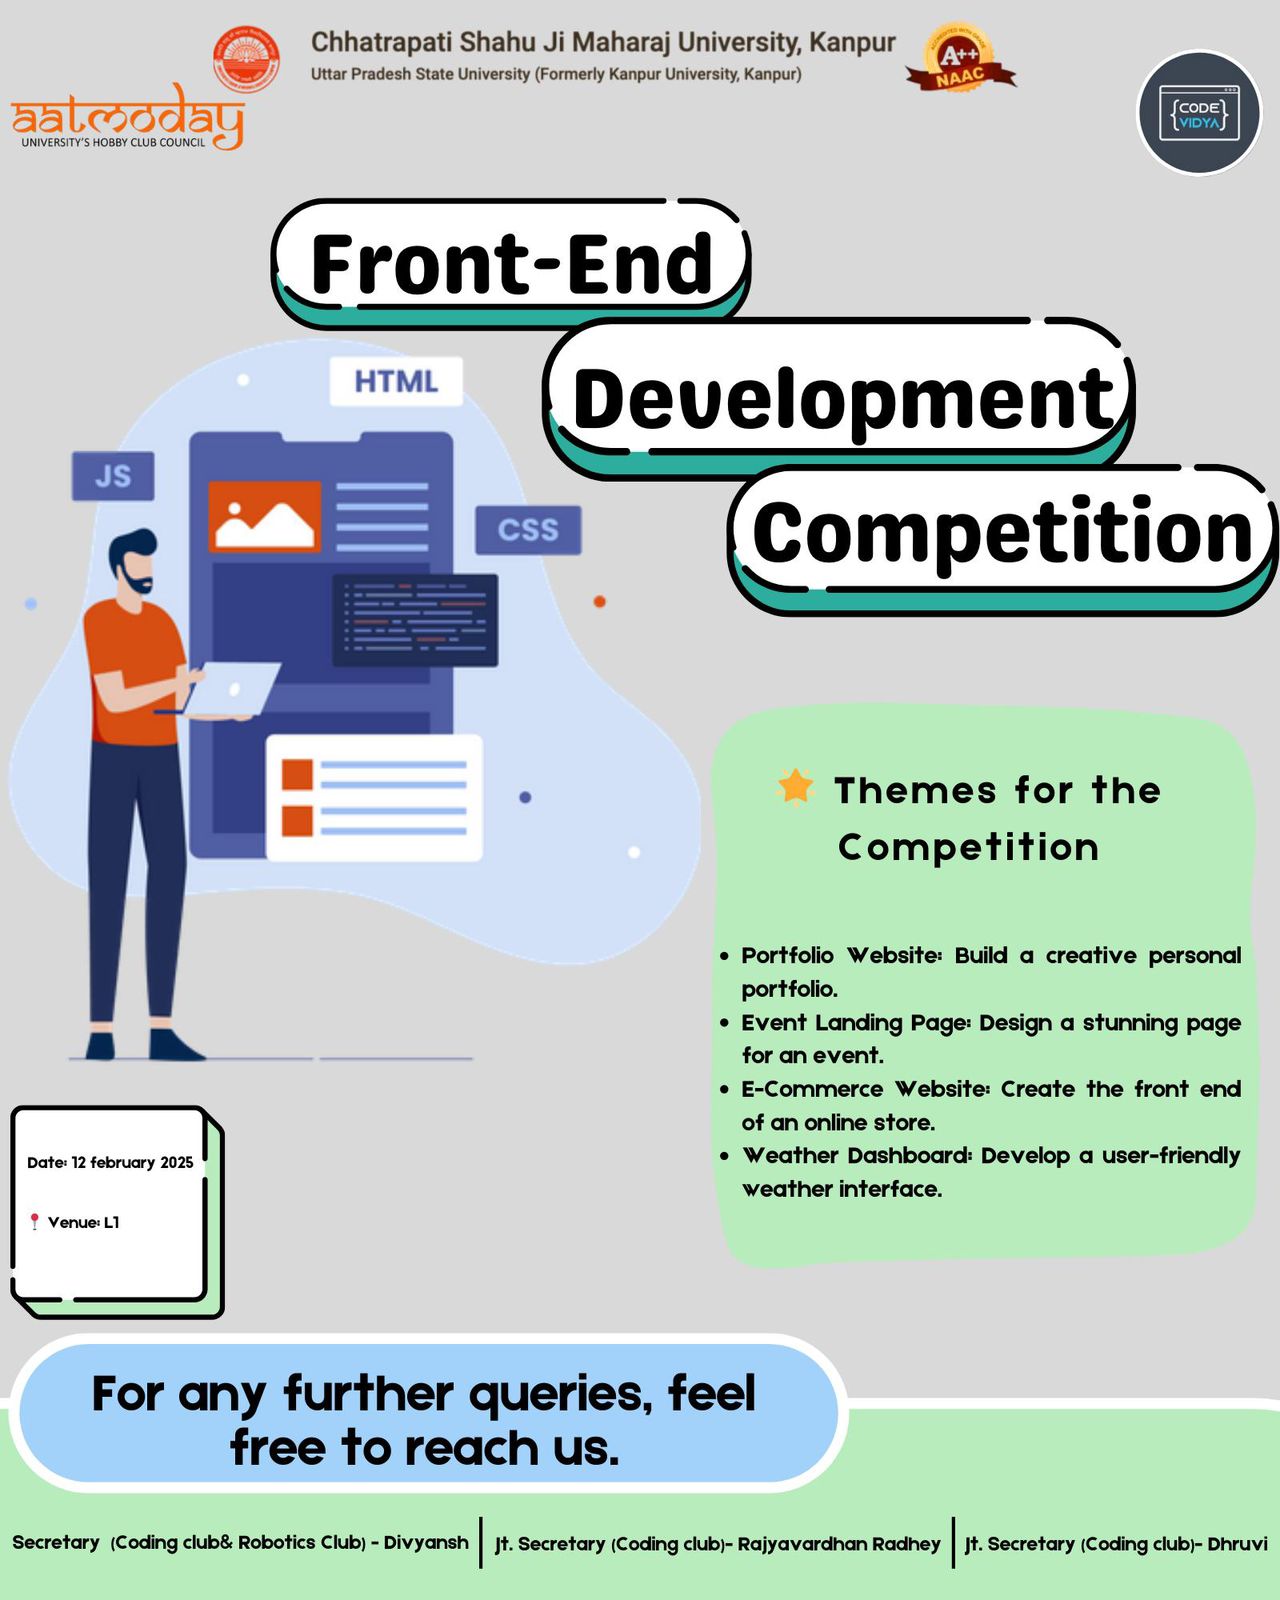 Chhatrapati Shahu Ji Maharaj University, Kanpur
Uttar Pradesh State University (Formerly Kanpur University, Kanpur)
A++
NAAC
aatmoday
UNIVERSITY'S HOBBY CLUB COUNCIL
{CODE
VIDYA}
Front-End
Development
Competition
HTML
JS
CSS
Themes for the
Competition
• Portfolio Website: Build a creative personal
portfolio.
• Event Landing Page: Design a stunning page
for an event.
• E-Commerce Website: Create the front end
of an online store.
• Weather Dashboard: Develop a user-friendly
weather interface.
Date: 12 february 2025
📍 Venue: L1
For any further queries, feel
free to reach us.
Secretary (Coding club& Robotics Club) - Divyansh
Jt. Secretary (Coding club)- Rajyavardhan Radhey
Jt. Secretary (Coding club)- Dhruvi